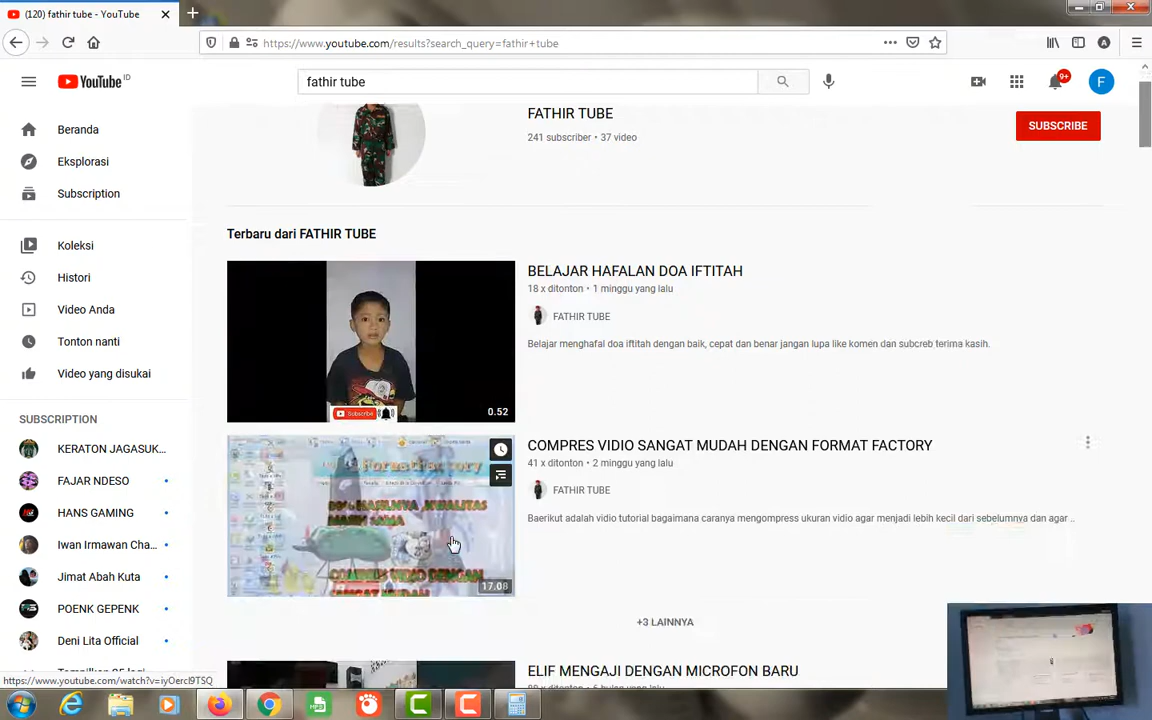 (120) fathir tube - YouTube
https://www.youtube.com/results?search_query=fathir+tube
YouTube ID
fathir tube
9+
F
Beranda
Eksplorasi
Subscription
Koleksi
Histori
Video Anda
Tonton nanti
Video yang disukai
SUBSCRIPTION
KERATON JAGASUK...
FAJAR NDESO
HANS GAMING
Iwan Irmawan Cha...
Jimat Abah Kuta
POENK GEPENK
Deni Lita Official
FATHIR TUBE
241 subscriber • 37 video
SUBSCRIBE
Terbaru dari FATHIR TUBE
Subscribe
0.52
BELAJAR HAFALAN DOA IFTITAH
18 x ditonton • 1 minggu yang lalu
FATHIR TUBE
Belajar menghafal doa iftitah dengan baik, cepat dan benar jangan lupa like komen dan subcreb terima kasih.
17.08
COMPRES VIDIO SANGAT MUDAH DENGAN FORMAT FACTORY
41 x ditonton • 2 minggu yang lalu
FATHIR TUBE
Baerikut adalah vidio tutorial bagaimana caranya mengompress ukuran vidio agar menjadi lebih kecil dari sebelumnya dan agar ..
+3 LAINNYA
ELIF MENGAJI DENGAN MICROFON BARU
https://www.youtube.com/watch?v=iyOercI9TSQ